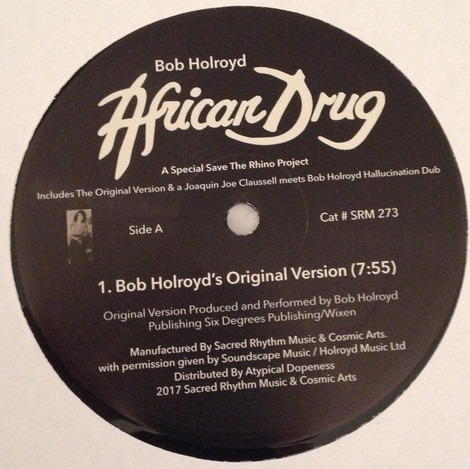 Bob Holroyd
African Drug
A Special Save The Rhino Project
Includes The Original Version & a Joaquin Joe Claussell meets Bob Holroyd Hallucination Dub
Side A
Cat # SRM 273
1. Bob Holroyd's Original Version (7:55)
Original Version Produced and Performed by Bob Holroyd
Publishing Six Degrees Publishing/Wixen
Manufactured By Sacred Rhythm Music & Cosmic Arts.
with permission given by Soundscape Music / Holroyd Music Ltd
Distributed By Atypical Dopeness
2017 Sacred Rhythm Music & Cosmic Arts